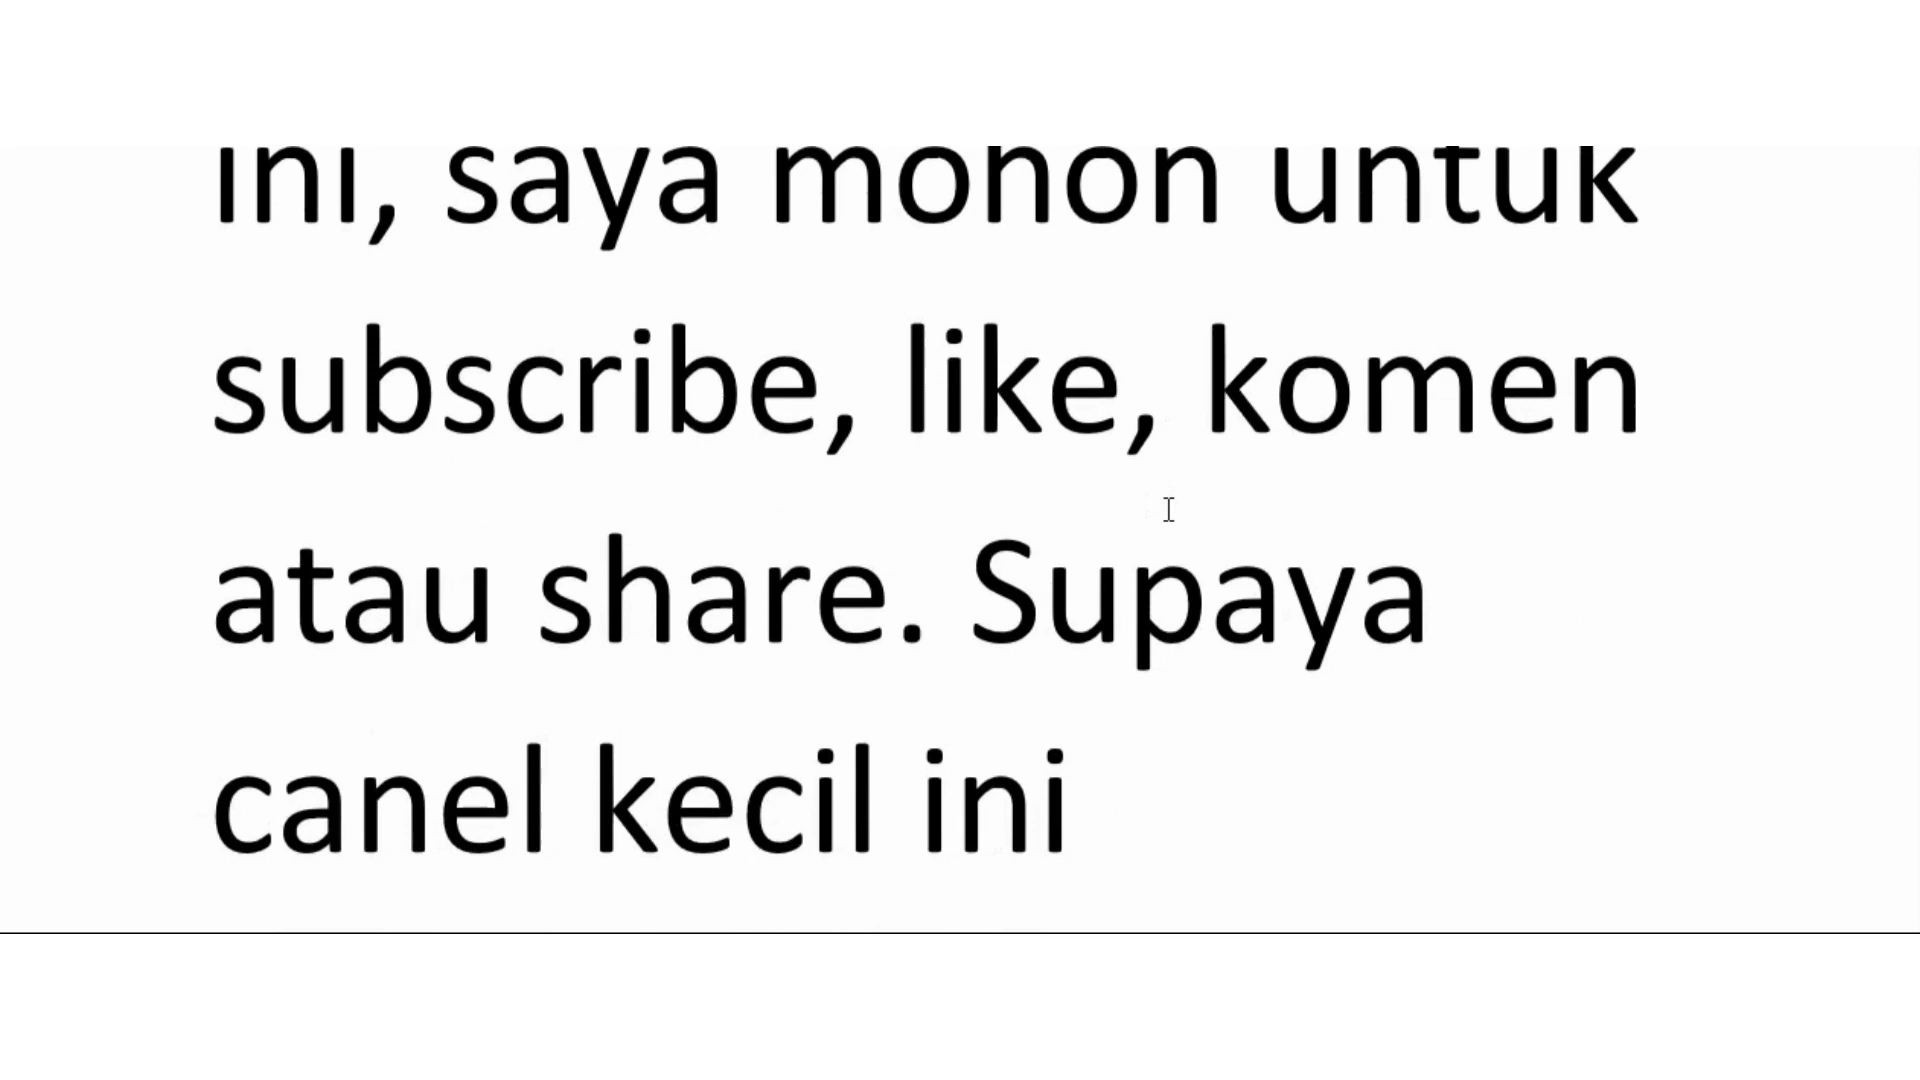 ini, saya mohon untuk
subscribe, like, komen
atau share. Supaya
canel kecil ini